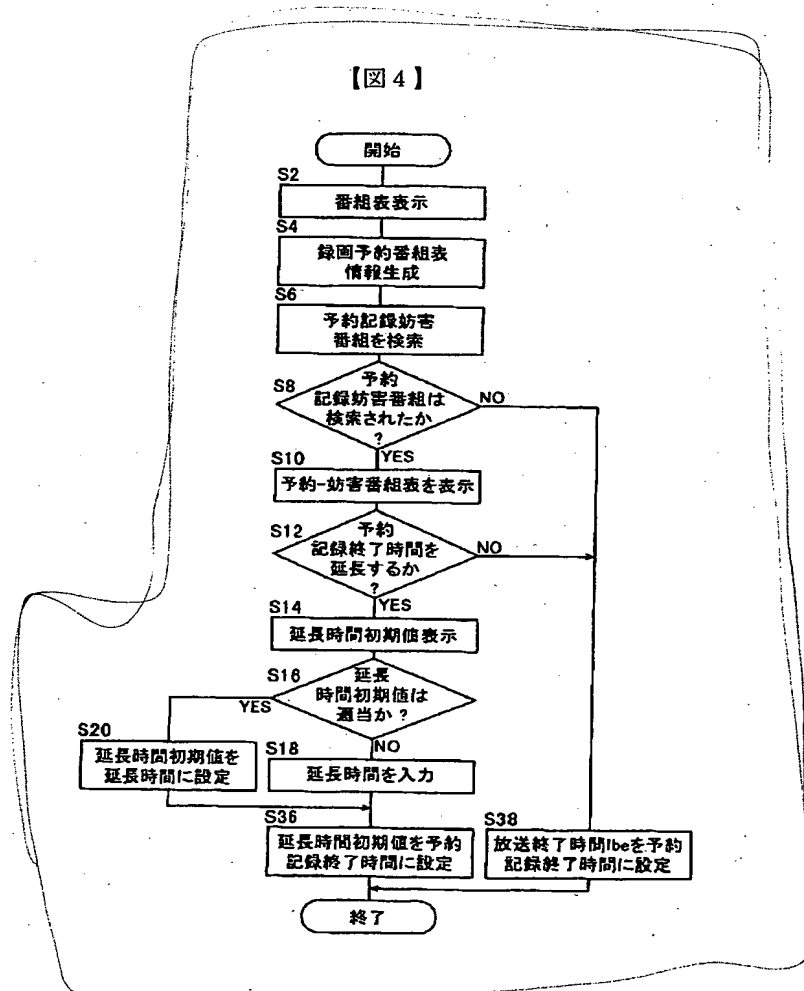 【図4】
開始
S2
番組表表示
S4
録画予約番組表
情報生成
S6
予約記録妨害
番組を検索
S8
予約
記録妨害番組は
検索されたか
?
NO
YES
S10
予約-妨害番組表を表示
S12
予約
記録終了時間を
延長するか
?
NO
YES
S14
延長時間初期値表示
S16
延長
時間初期値は
適当か?
YES
NO
S20
延長時間初期値を
延長時間に設定
S18
延長時間を入力
S36
延長時間初期値を予約
記録終了時間に設定
S38
放送終了時間Ibeを予約
記録終了時間に設定
終了